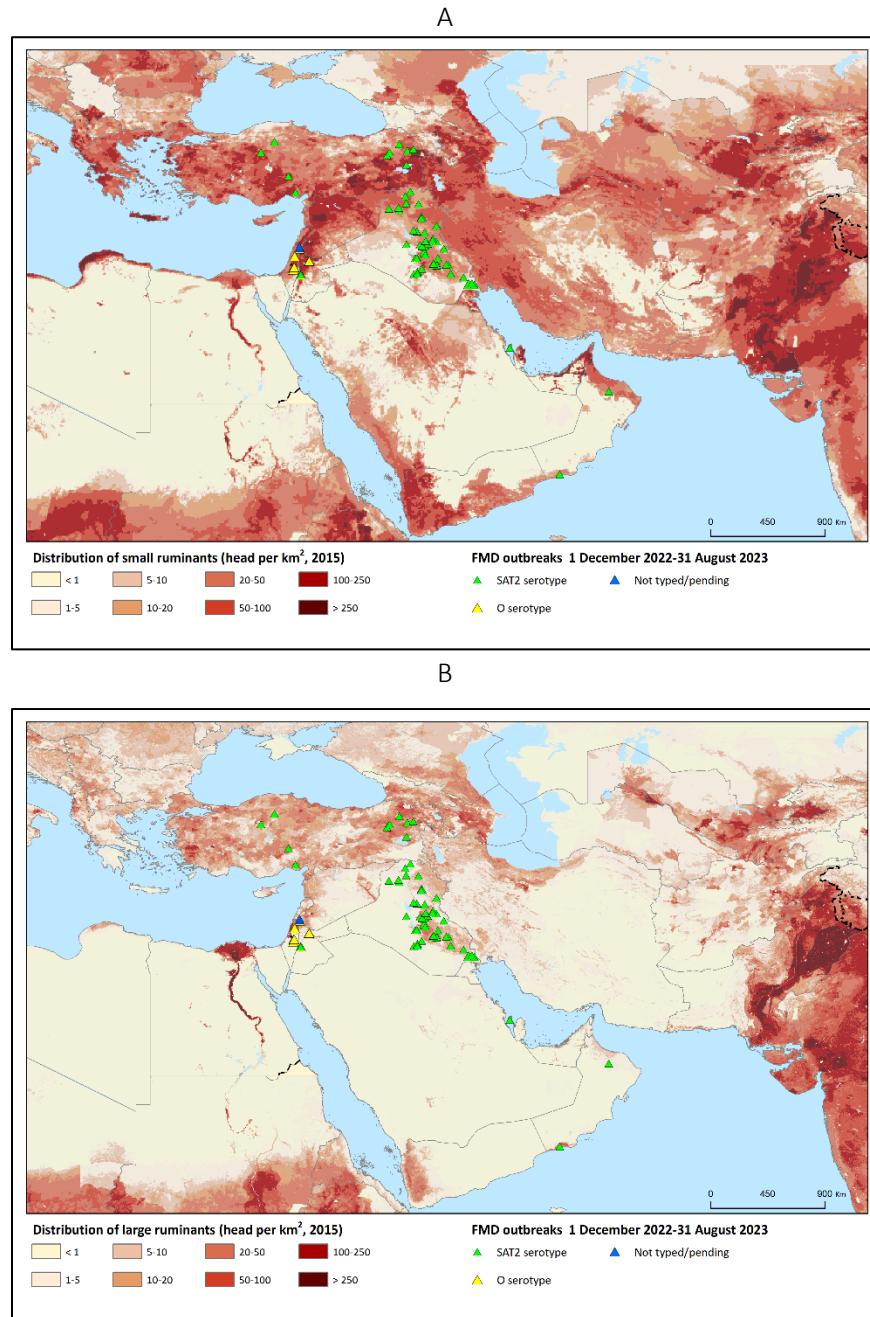 A
0 450 900 Km
Distribution of small ruminants (head per km², 2015)
FMD outbreaks 1 December 2022-31 August 2023
< 1 5-10 20-50 100-250 SAT2 serotype Not typed/pending
1-5 10-20 50-100 > 250 O serotype
B
0 450 900 Km
Distribution of large ruminants (head per km², 2015)
FMD outbreaks 1 December 2022-31 August 2023
< 1 5-10 20-50 100-250 SAT2 serotype Not typed/pending
1-5 10-20 50-100 > 250 O serotype